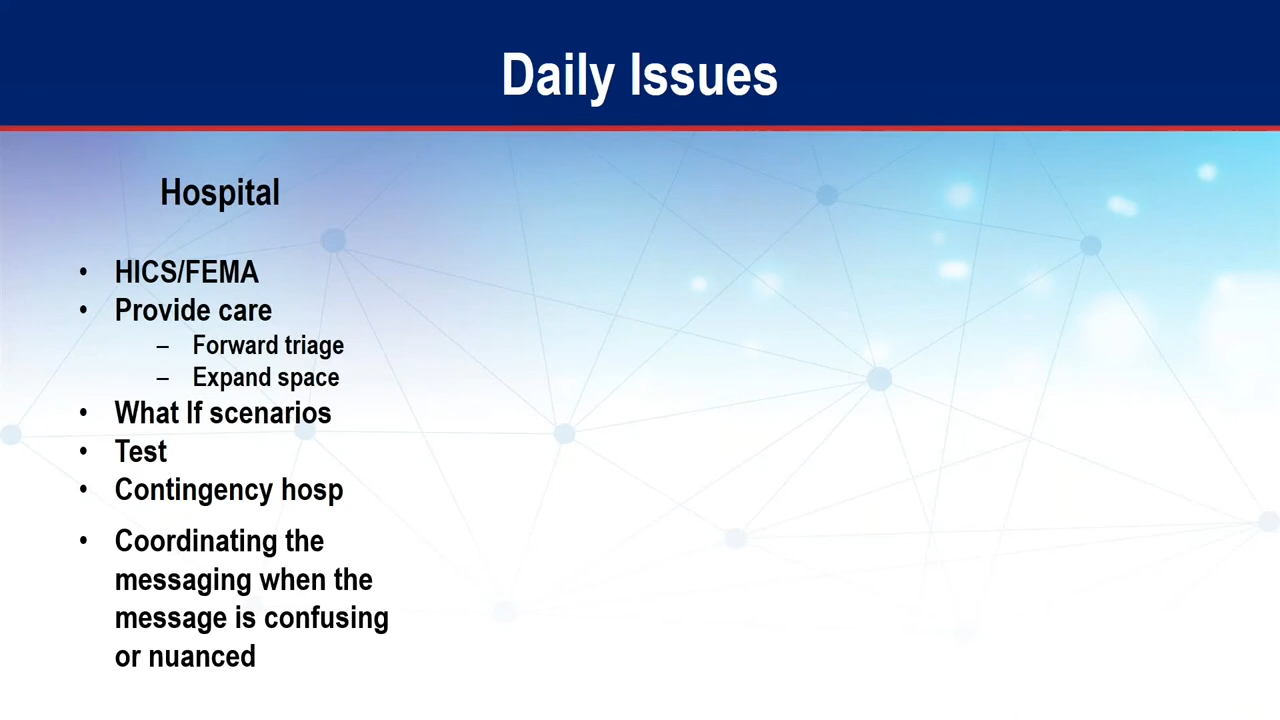 Daily Issues
Hospital
• HICS/FEMA
• Provide care
– Forward triage
– Expand space
• What If scenarios
• Test
• Contingency hosp
• Coordinating the
messaging when the
message is confusing
or nuanced